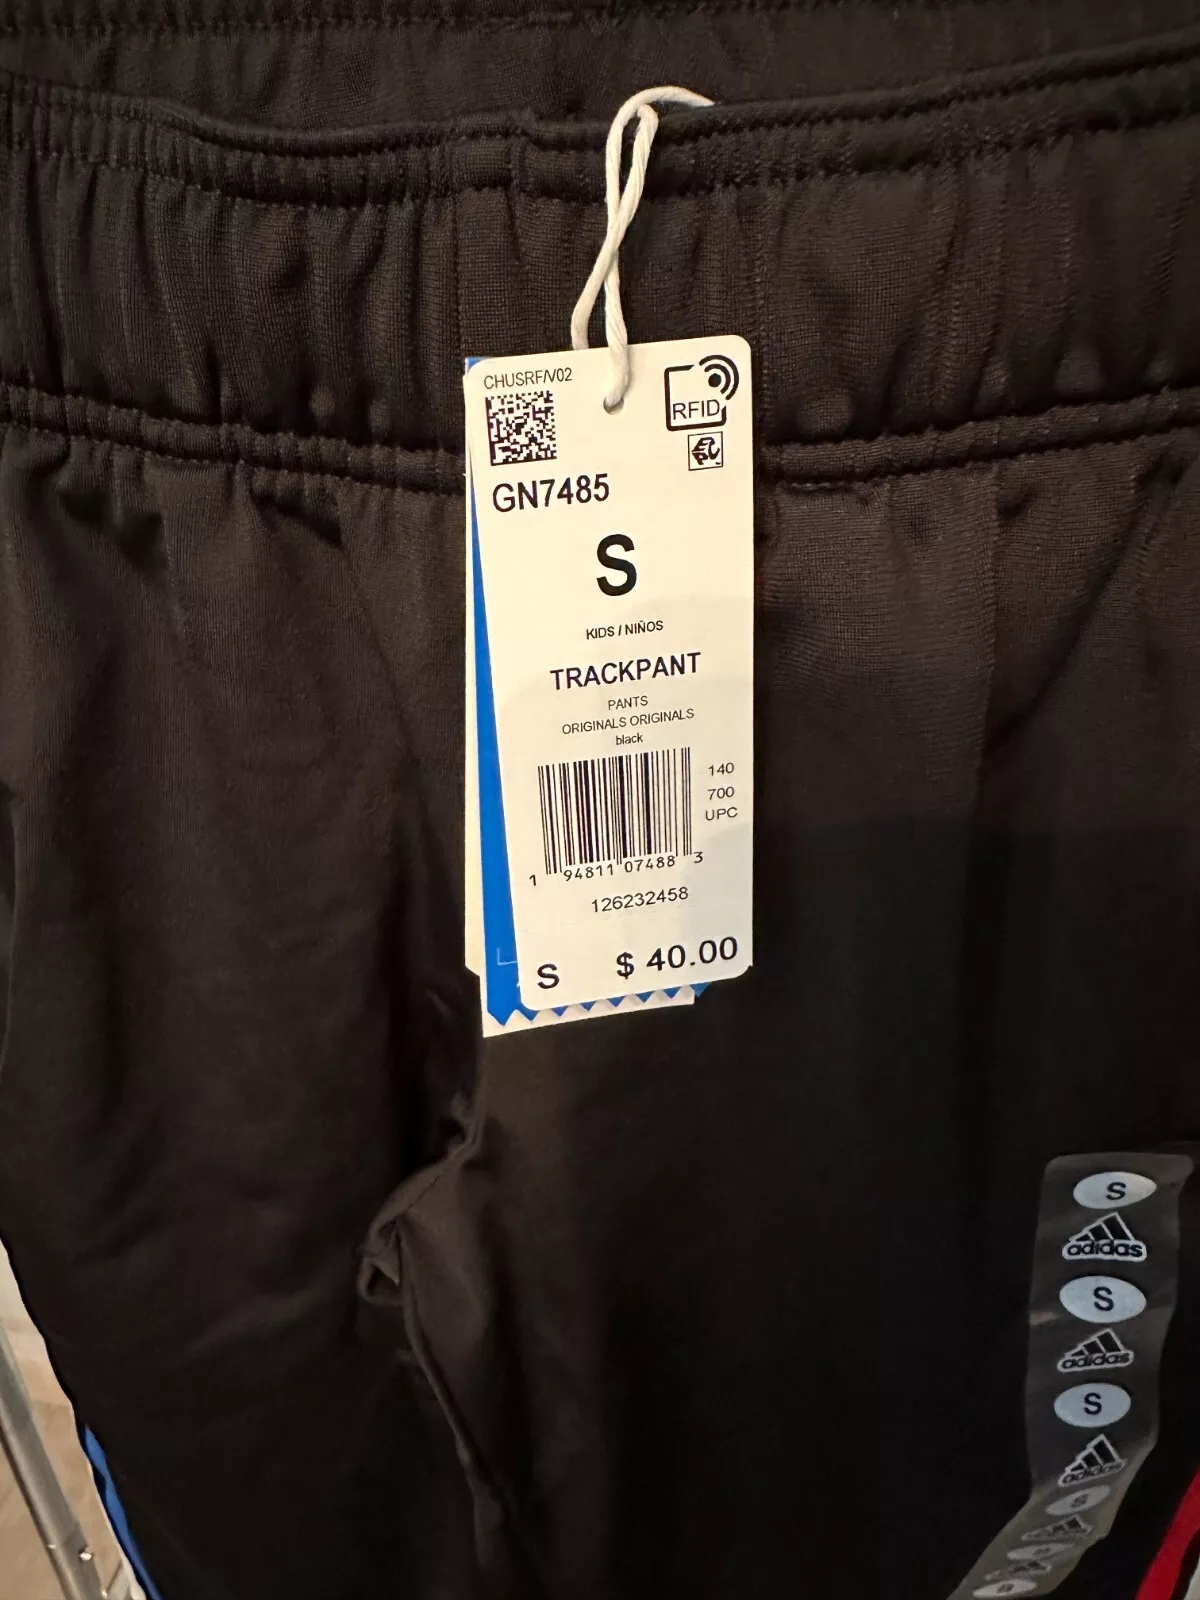 CHUSRF/V02
RFID
GN7485
S
KIDS / NIÑOS
TRACKPANT
PANTS
ORIGINALS ORIGINALS
black
140
700
UPC
1 94811 07488 3
126232458
S $ 40.00
S
adidas
S
adidas
S
adidas
S